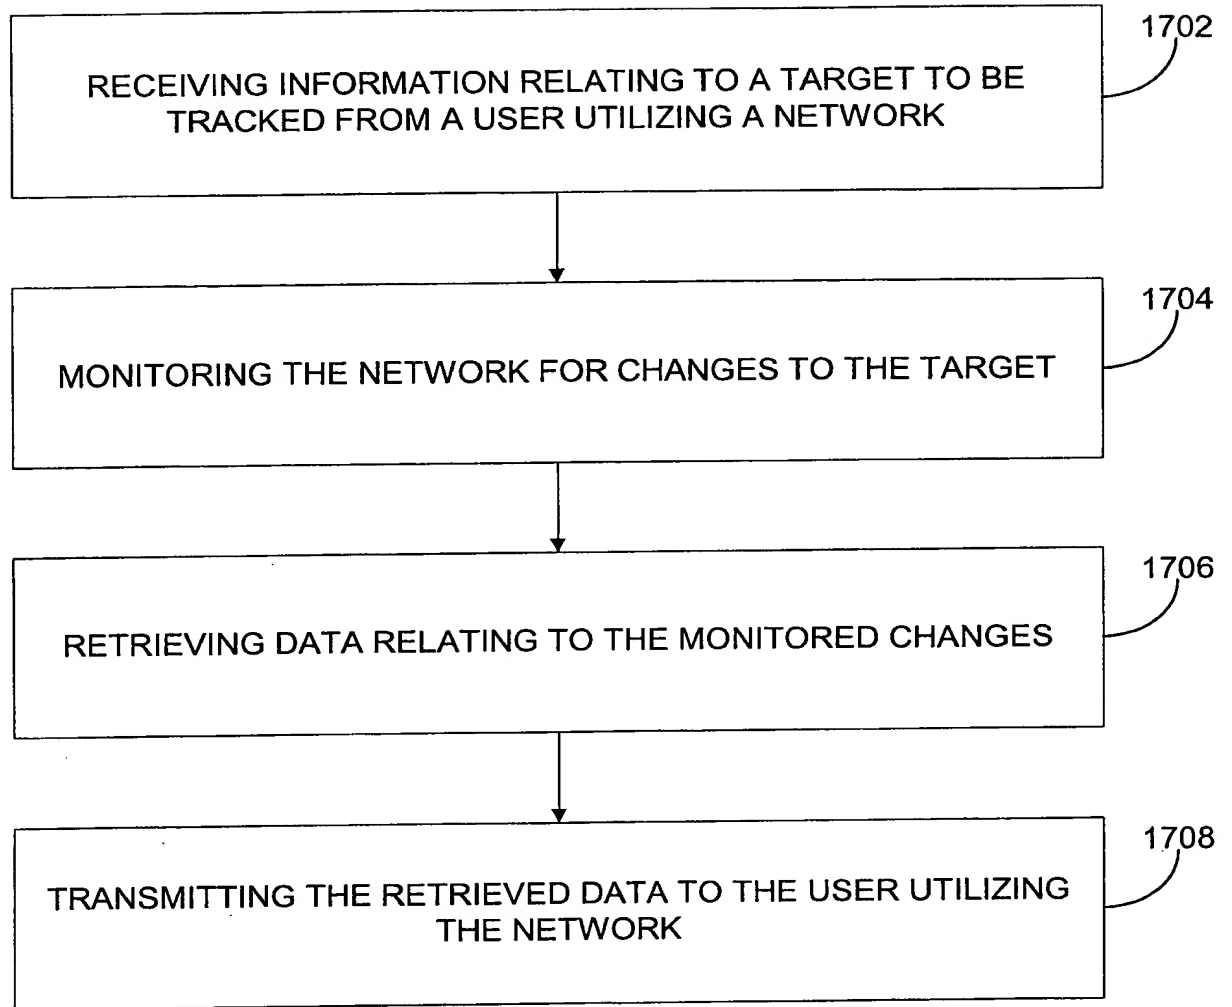 1702
RECEIVING INFORMATION RELATING TO A TARGET TO BE
TRACKED FROM A USER UTILIZING A NETWORK
1704
MONITORING THE NETWORK FOR CHANGES TO THE TARGET
1706
RETRIEVING DATA RELATING TO THE MONITORED CHANGES
1708
TRANSMITTING THE RETRIEVED DATA TO THE USER UTILIZING
THE NETWORK